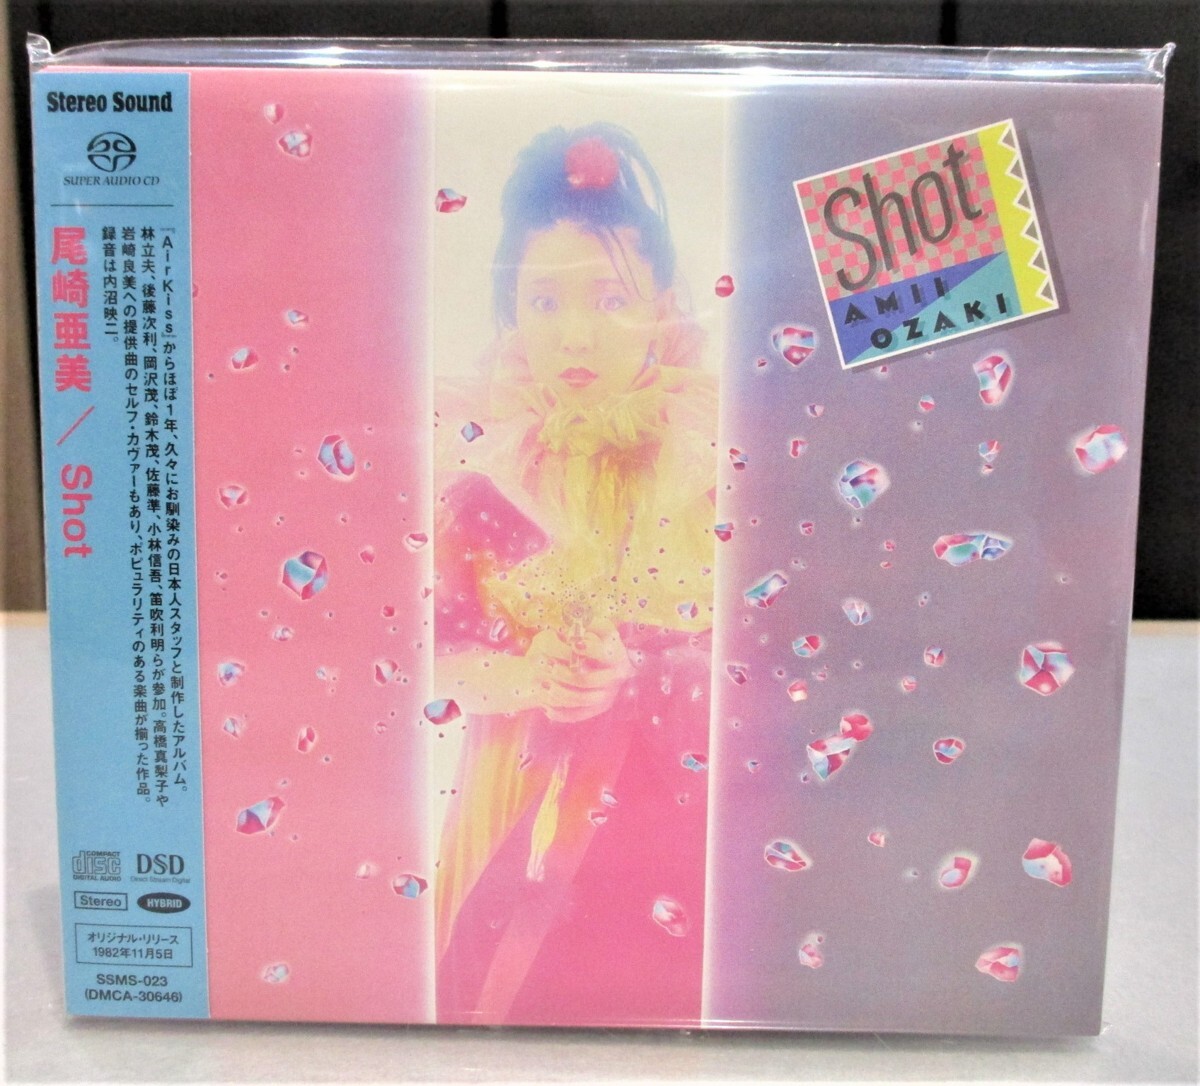 Stereo Sound
SUPER AUDIO CD
尾崎亜美／Shot
『Air Kiss』からほぼ1年、久々にお馴染みの日本人スタッフと制作したアルバム。
林立夫、後藤次利、岡沢茂、鈴木茂、佐藤準、小林信吾、笛吹利明らが参加。高橋真梨子や
岩崎良美への提供曲のセルフ・カヴァーもあり、ポピュラリティのある楽曲が揃った作品。
録音は内沼映二。
COMPACT
disc
DIGITAL AUDIO
DSD
Direct Stream Digital
Stereo
HYBRID
オリジナル・リリース
1982年11月5日
SSMS-023
(DMCA-30646)
Shot
AMII
OZAKI